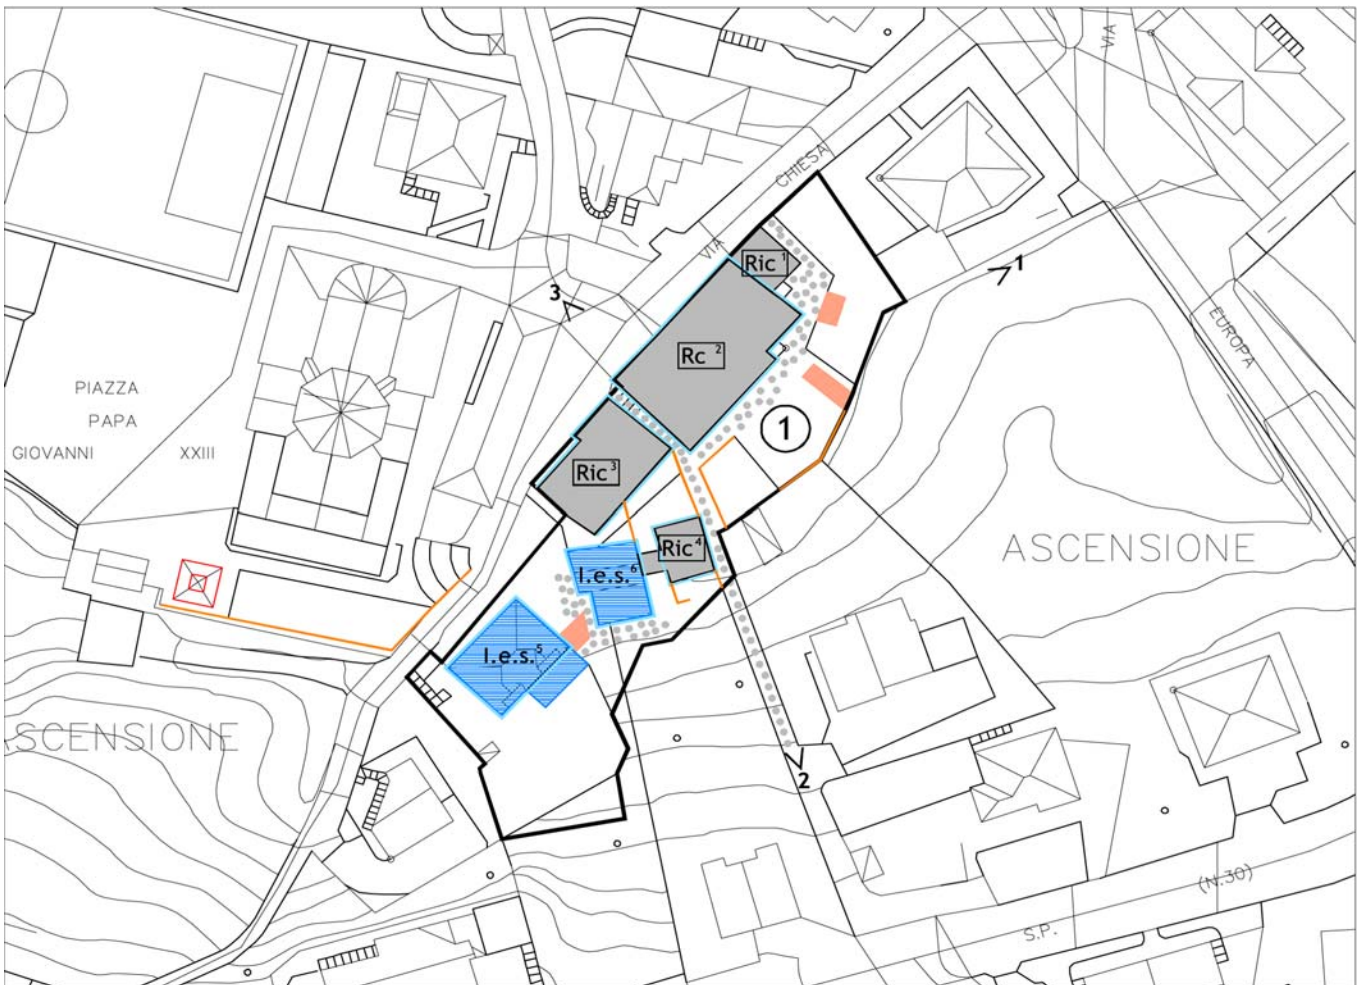 VIA
CHIESA
VIA
Ric 1
1
3
EUROPA
Rc 2
PIAZZA
PAPA
GIOVANNI XXIII
1
Ric 3
Ric 4
ASCENSIONE
I.e.s. 6
I.e.s. 5
ASCENSIONE
2
(N.30)
S.P.